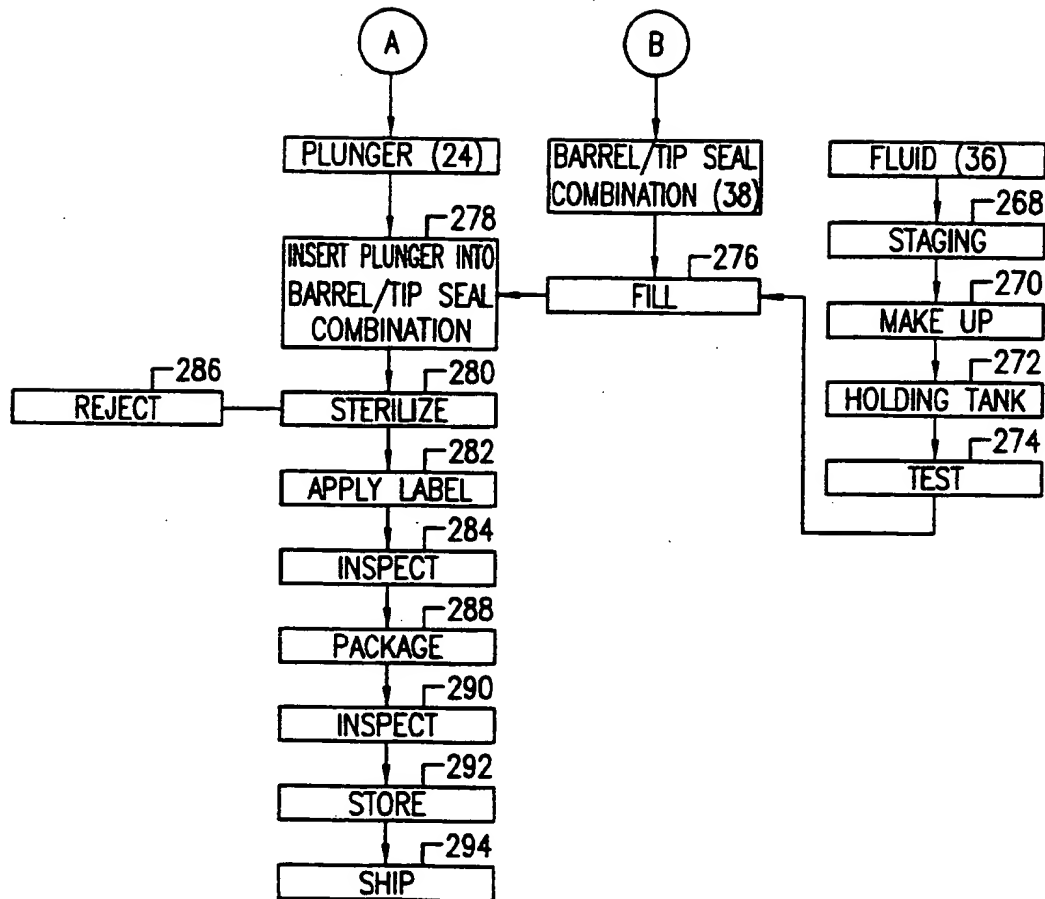 A
B
PLUNGER (24)
BARREL/TIP SEAL
COMBINATION (38)
FLUID (36)
268
STAGING
278
INSERT PLUNGER INTO
BARREL/TIP SEAL
COMBINATION
276
FILL
270
MAKE UP
272
HOLDING TANK
274
TEST
286
REJECT
280
STERILIZE
282
APPLY LABEL
284
INSPECT
288
PACKAGE
290
INSPECT
292
STORE
294
SHIP